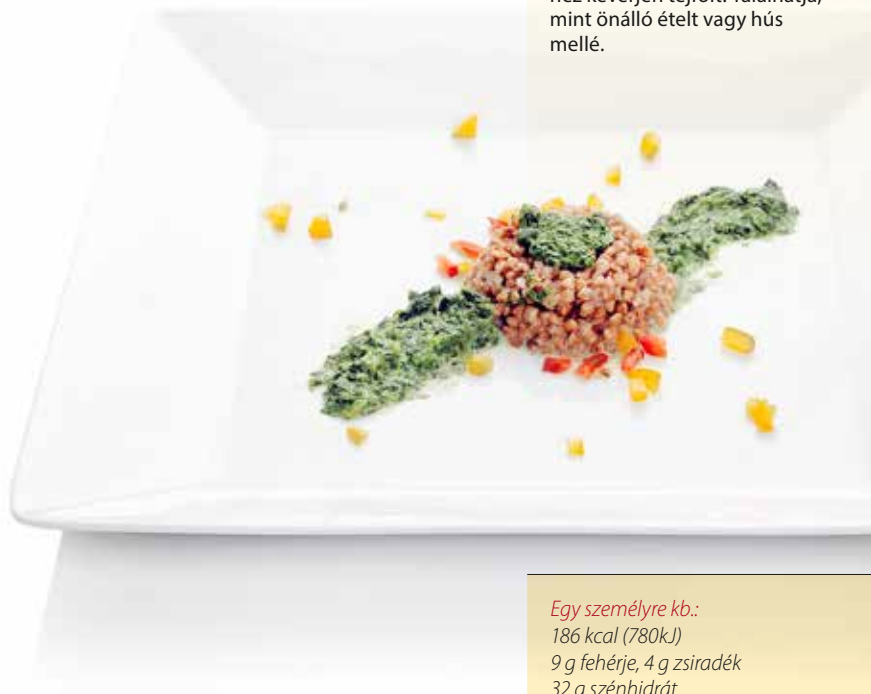 mint önálló ételt vagy hús
mellé.
Egy személyre kb.:
186 kcal (780kJ)
9 g fehérje, 4 g zsiradék
32 g szénhidrát